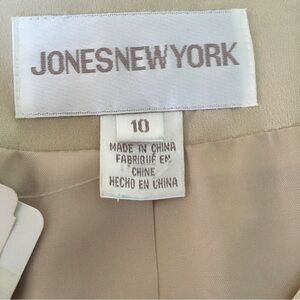 JONESNEWYORK
10
MADE IN CHINA
FABRIQUÉ EN
CHINE
HECHO EN CHINA